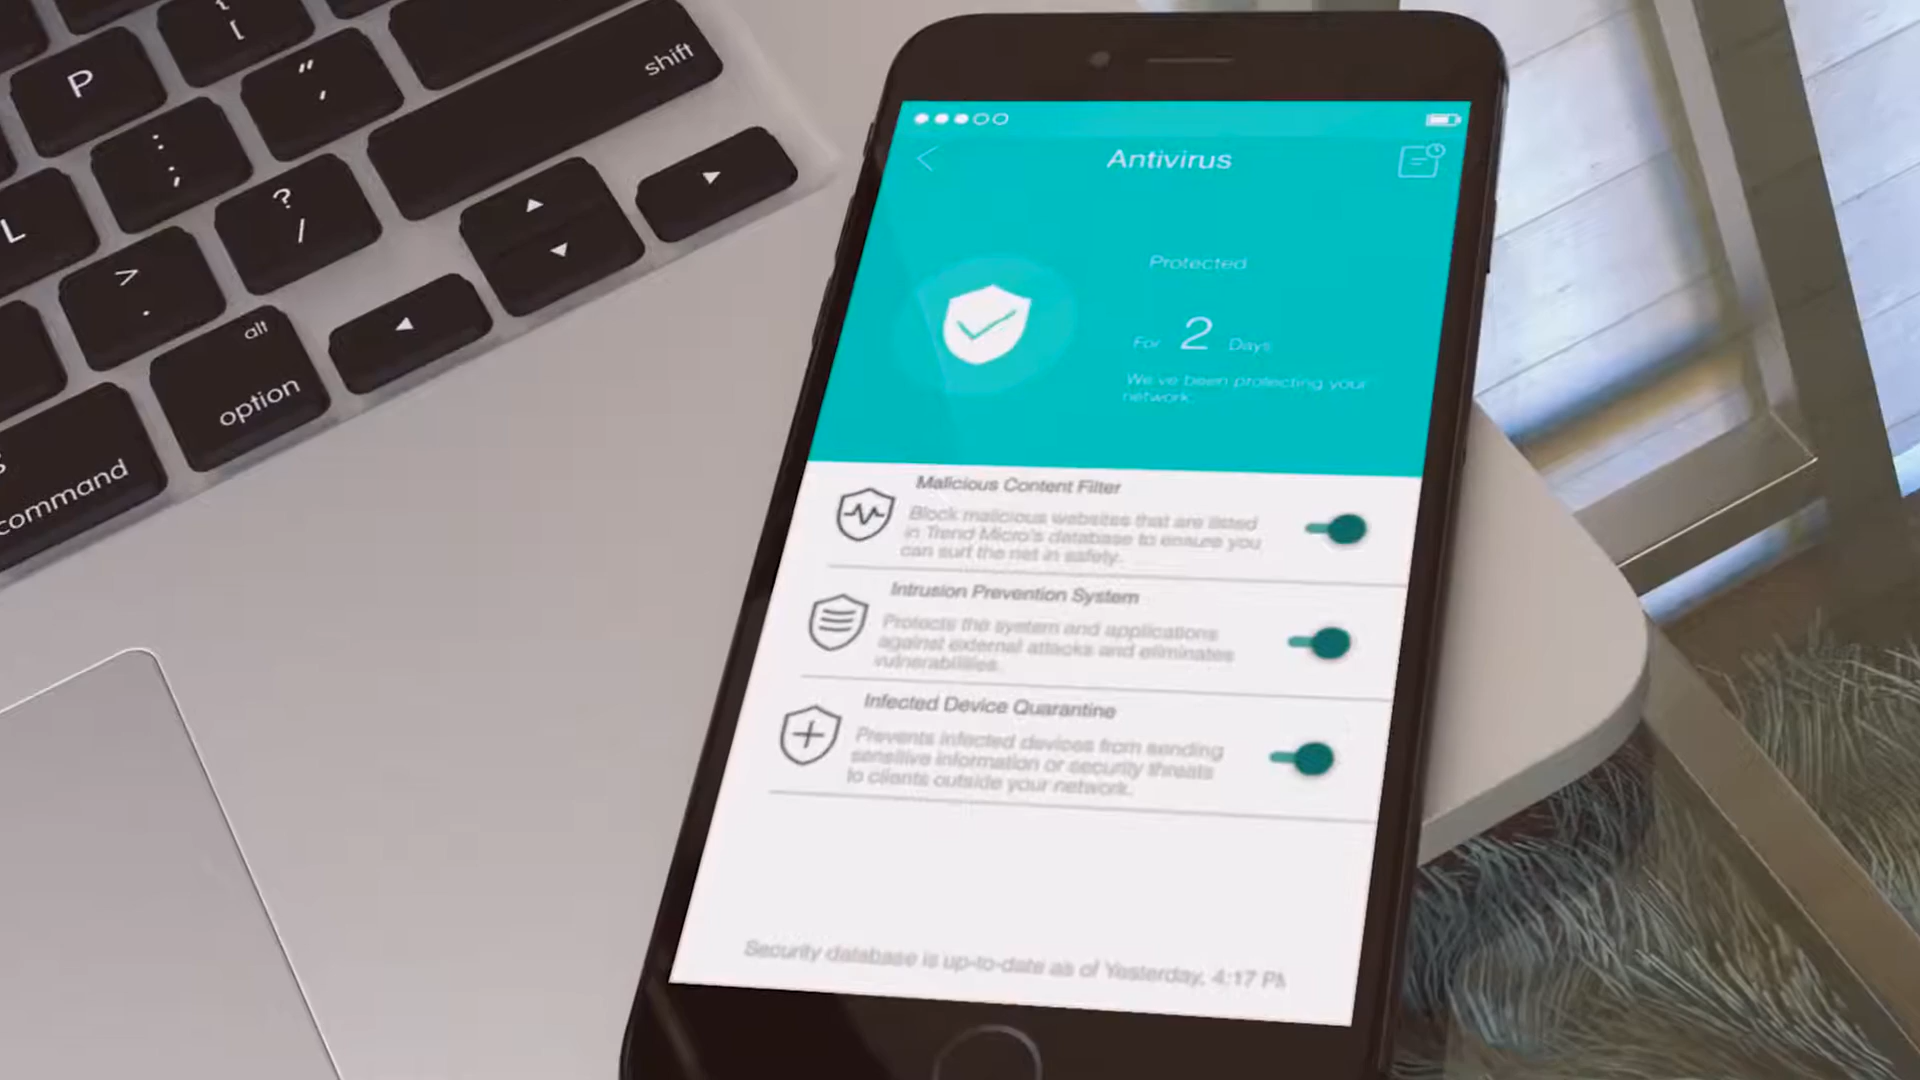 P
{
[
"
,
shift
:
;
L
?
/
>
.
alt
option
command
Antivirus
Protected
For 2 Days
We've been protecting your
network.
Malicious Content Filter
Block malicious websites that are listed
in Trend Micro's database to ensure you
can surf the net in safety.
Intrusion Prevention System
Protects the system and applications
against external attacks and eliminates
vulnerabilities.
Infected Device Quarantine
Prevents infected devices from sending
sensitive information or security threats
to clients outside your network.
Security database is up-to-date as of Yesterday, 4:17 PM